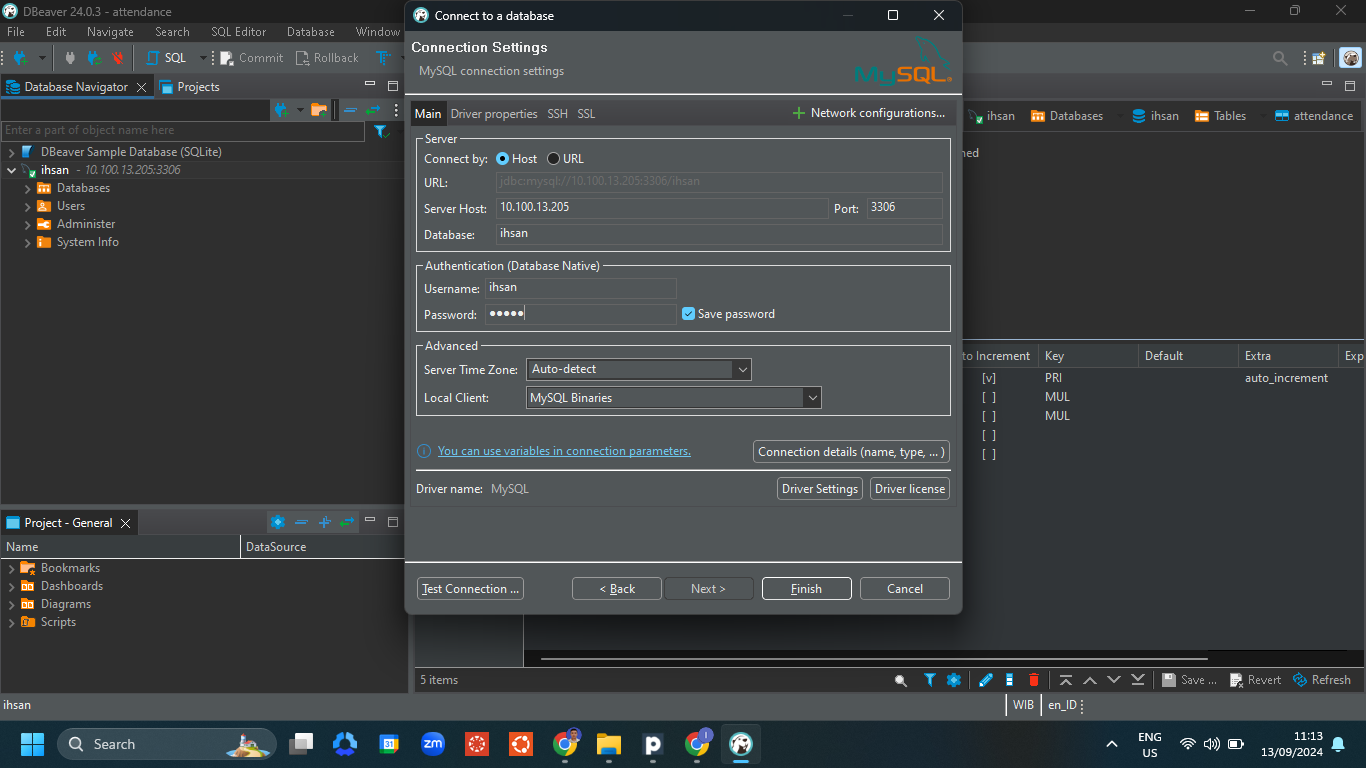 DBeaver 24.0.3 - attendance
File Edit Navigate Search SQL Editor Database Window
SQL Commit Rollback T
Database Navigator Projects
Enter a part of object name here
DBeaver Sample Database (SQLite)
ihsan - 10.100.13.205:3306
Databases
Users
Administer
System Info
Project - General
Name DataSource
Bookmarks
Dashboards
Diagrams
Scripts
Connect to a database
Connection Settings
MySQL connection settings
MySQL
Main Driver properties SSH SSL Network configurations...
Server
Connect by: Host URL
URL: jdbc:mysql://10.100.13.205:3306/ihsan
Server Host: 10.100.13.205 Port: 3306
Database: ihsan
Authentication (Database Native)
Username: ihsan
Password: ●●●●● Save password
Advanced
Server Time Zone: Auto-detect
Local Client: MySQL Binaries
You can use variables in connection parameters.
Connection details (name, type, ... )
Driver name: MySQL Driver Settings Driver license
Test Connection ... < Back Next > Finish Cancel
ihsan Databases ihsan Tables attendance
ned
to Increment Key Default Extra Exp
[v] PRI auto_increment
[ ] MUL
[ ] MUL
[ ]
[ ]
5 items Save ... Revert Refresh
ihsan WIB en_ID
Search 31 zm ENG
US
11:13
13/09/2024